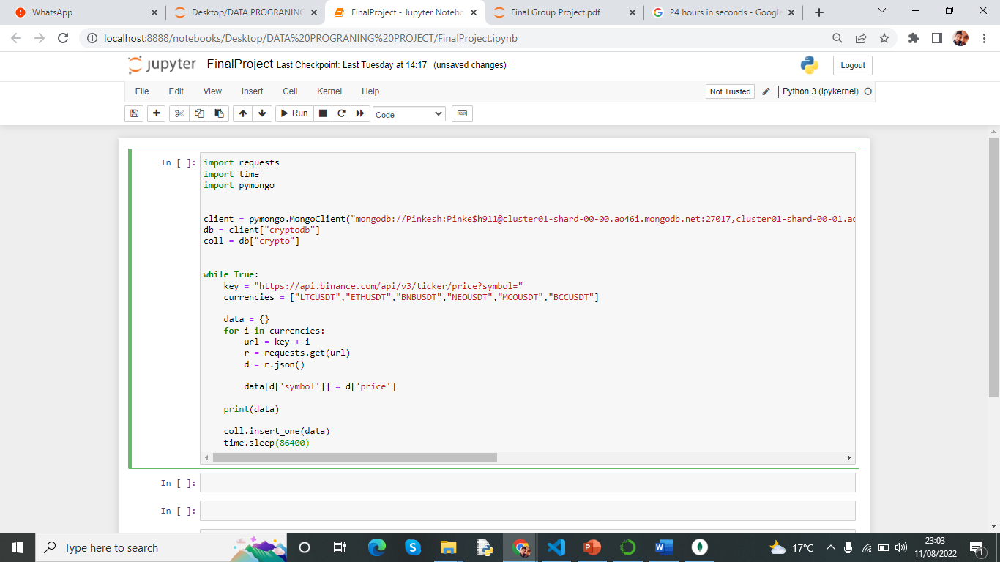 WhatsApp
Desktop/DATA PROGRANING
FinalProject - Jupyter Notebo
Final Group Project.pdf
24 hours in seconds - Google
localhost:8888/notebooks/Desktop/DATA%20PROGRANING%20PROJECT/FinalProject.ipynb
jupyter FinalProject Last Checkpoint: Last Tuesday at 14:17 (unsaved changes)
Logout
File Edit View Insert Cell Kernel Help
Not Trusted
Python 3 (ipykernel)
Run
Code
In [ ]:
import requests
import time
import pymongo
client = pymongo.MongoClient("mongodb://Pinkesh:Pinke$h911@cluster01-shard-00-00.ao46i.mongodb.net:27017,cluster01-shard-00-01.ao
db = client["cryptodb"]
coll = db["crypto"]
while True:
    key = "https://api.binance.com/api/v3/ticker/price?symbol="
    currencies = ["LTCUSDT","ETHUSDT","BNBUSDT","NEOUSDT","MCOUSDT","BCCUSDT"]
    data = {}
    for i in currencies:
        url = key + i
        r = requests.get(url)
        d = r.json()
        data[d['symbol']] = d['price']
    print(data)
    coll.insert_one(data)
    time.sleep(86400)
In [ ]:
In [ ]:
Type here to search
17°C
23:03
11/08/2022
1